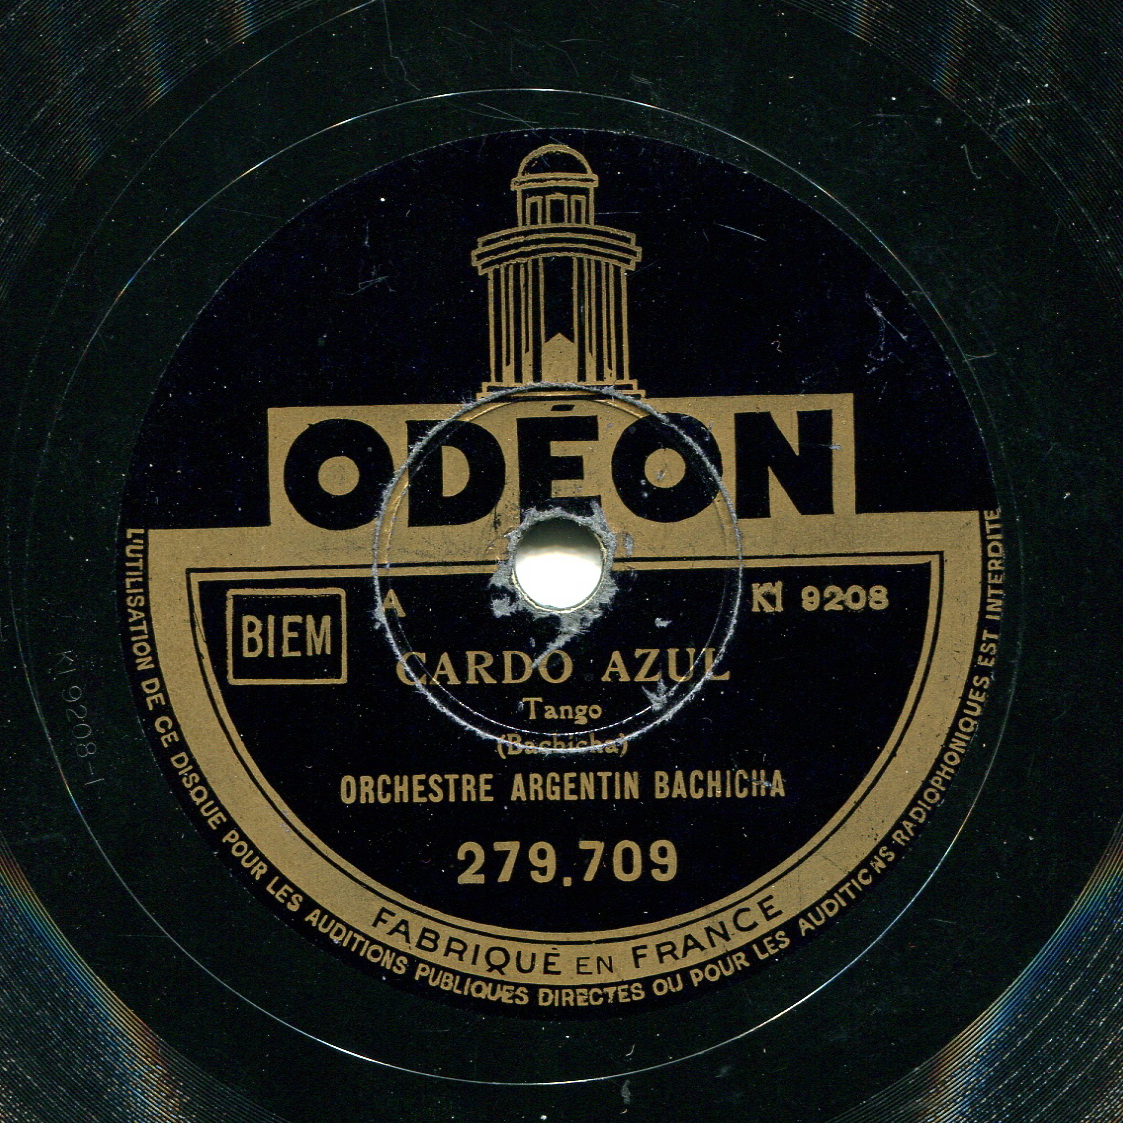 ODÉON
BIEM
A
KI 9208
CARDO AZUL
Tango
(Bachicha)
ORCHESTRE ARGENTIN BACHICHA
279.709
FABRIQUÉ EN FRANCE
L'UTILISATION DE CE DISQUE POUR LES AUDITIONS PUBLIQUES DIRECTES OU POUR LES AUDITIONS RADIOPHONIQUES EST INTERDITE
KI 9208-1